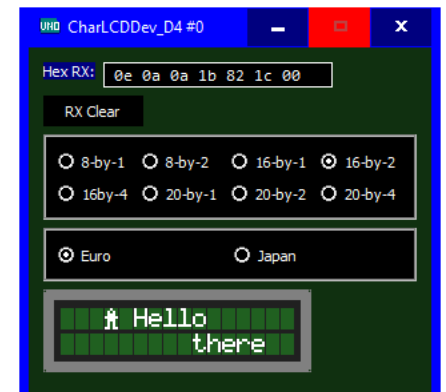 UNO CharLCDDev_D4 #0
Hex RX: 0e 0a 0a 1b 82 1c 00
RX Clear
8-by-1 8-by-2 16-by-1 16-by-2
16by-4 20-by-1 20-by-2 20-by-4
Euro Japan
Hello
there